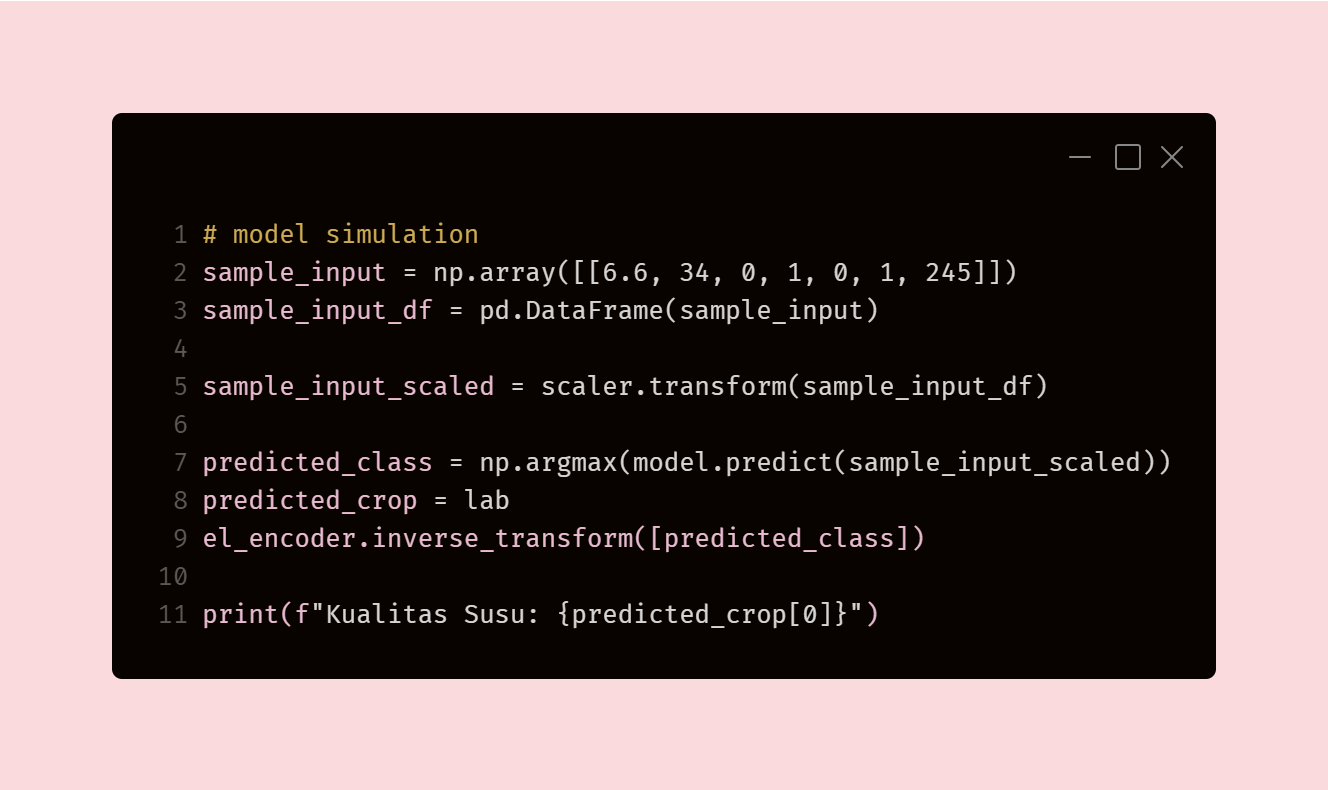 1 # model simulation
2 sample_input = np.array([[6.6, 34, 0, 1, 0, 1, 245]])
3 sample_input_df = pd.DataFrame(sample_input)
4
5 sample_input_scaled = scaler.transform(sample_input_df)
6
7 predicted_class = np.argmax(model.predict(sample_input_scaled))
8 predicted_crop = lab
9 el_encoder.inverse_transform([predicted_class])
10
11 print(f"Kualitas Susu: {predicted_crop[0]}")